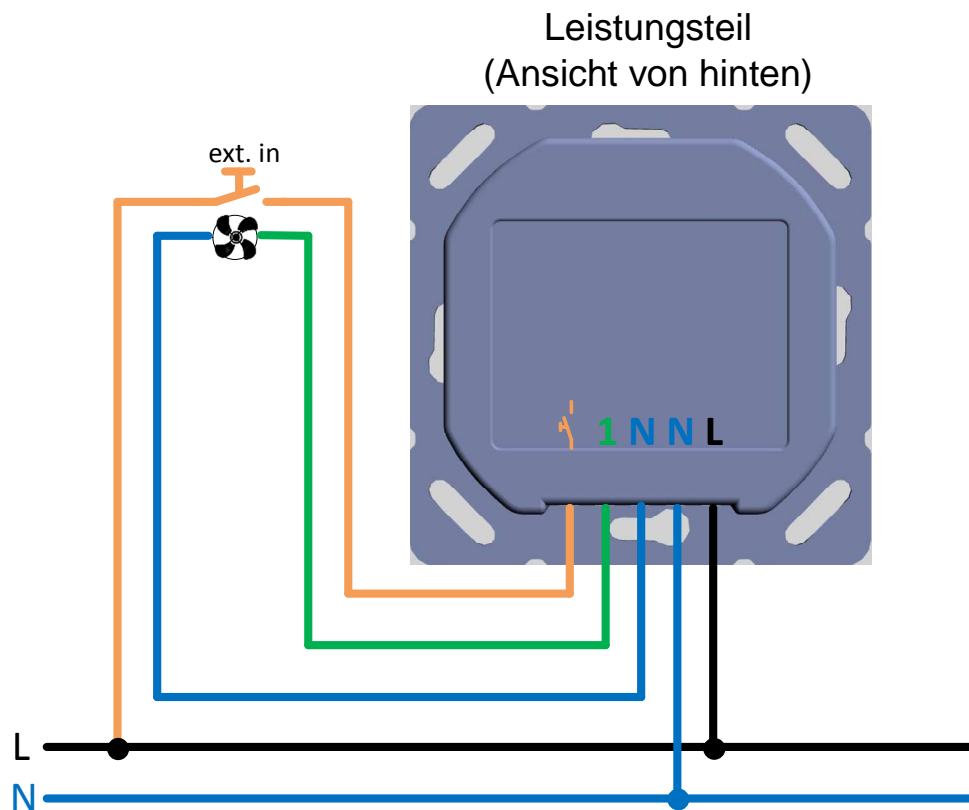 Leistungsteil
(Ansicht von hinten)
ext. in
1 N N L
L
N